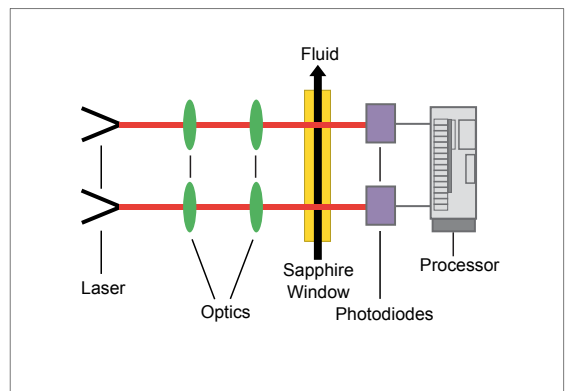 Fluid
Laser
Optics
Sapphire
Window
Photodiodes
Processor